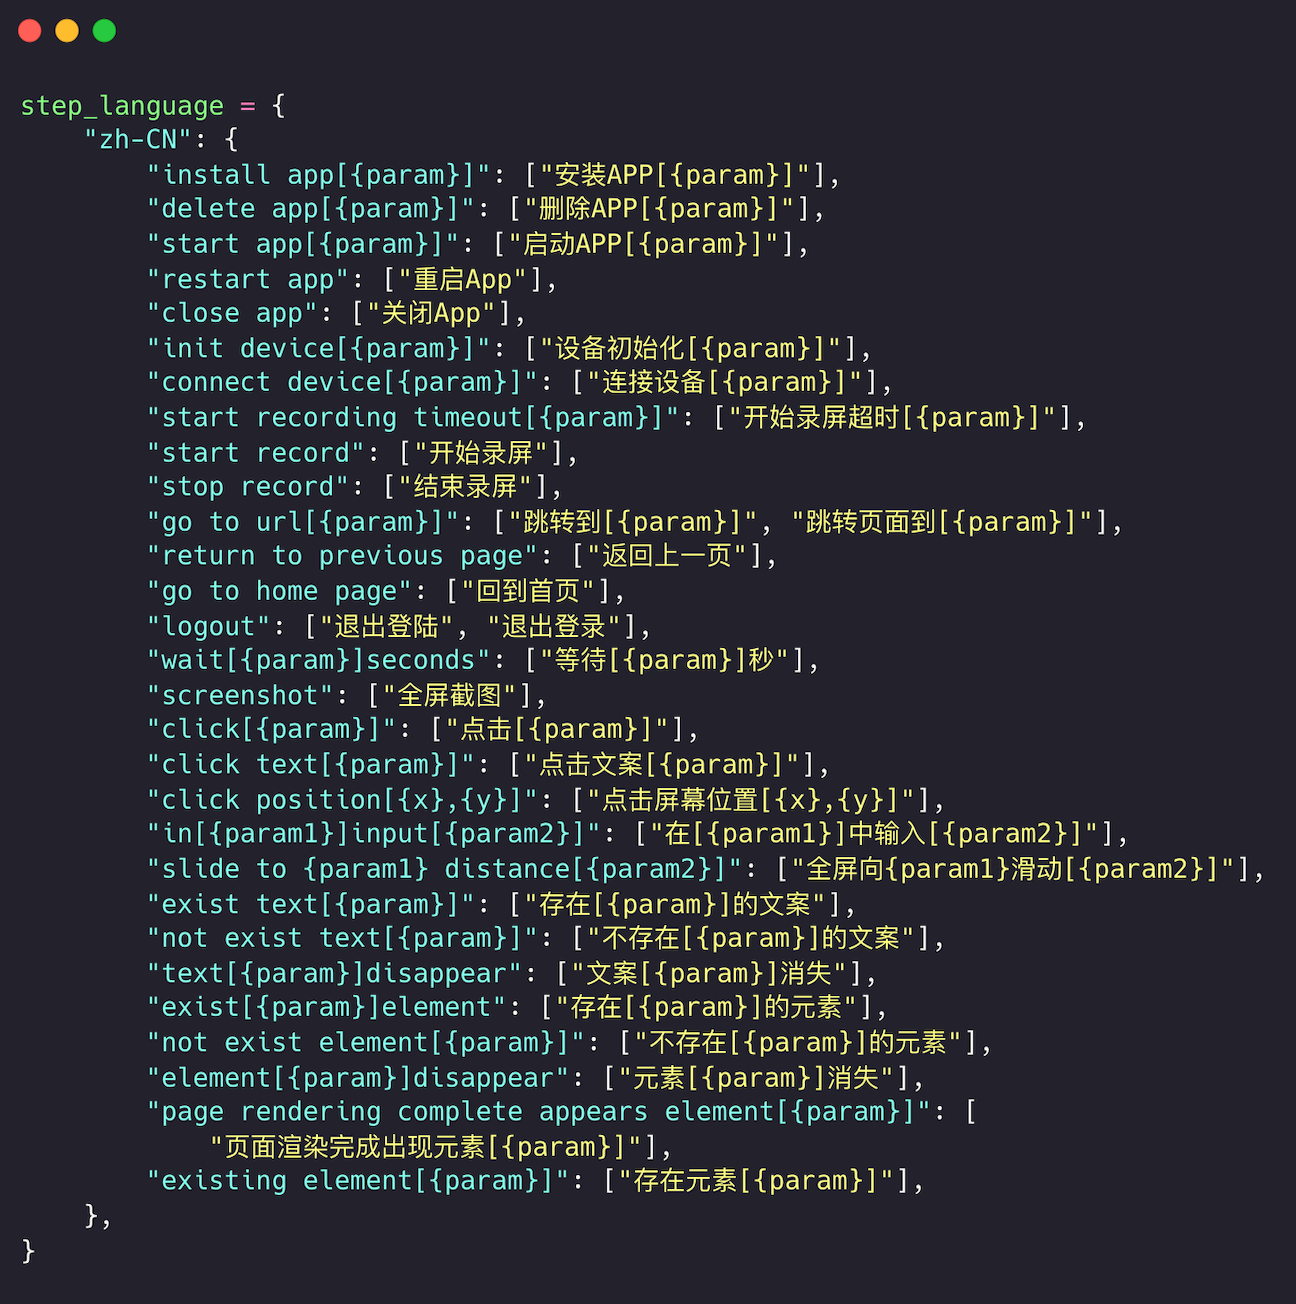 step_language = {
    "zh-CN": {
        "install app[{param}]": ["安装APP[{param}]"],
        "delete app[{param}]": ["删除APP[{param}]"],
        "start app[{param}]": ["启动APP[{param}]"],
        "restart app": ["重启App"],
        "close app": ["关闭App"],
        "init device[{param}]": ["设备初始化[{param}]"],
        "connect device[{param}]": ["连接设备[{param}]"],
        "start recording timeout[{param}]": ["开始录屏超时[{param}]"],
        "start record": ["开始录屏"],
        "stop record": ["结束录屏"],
        "go to url[{param}]": ["跳转到[{param}]", "跳转页面到[{param}]"],
        "return to previous page": ["返回上一页"],
        "go to home page": ["回到首页"],
        "logout": ["退出登陆", "退出登录"],
        "wait[{param}]seconds": ["等待[{param}]秒"],
        "screenshot": ["全屏截图"],
        "click[{param}]": ["点击[{param}]"],
        "click text[{param}]": ["点击文案[{param}]"],
        "click position[{x},{y}]": ["点击屏幕位置[{x},{y}]"],
        "in[{param1}]input[{param2}]": ["在[{param1}]中输入[{param2}]"],
        "slide to {param1} distance[{param2}]": ["全屏向{param1}滑动[{param2}]"],
        "exist text[{param}]": ["存在[{param}]的文案"],
        "not exist text[{param}]": ["不存在[{param}]的文案"],
        "text[{param}]disappear": ["文案[{param}]消失"],
        "exist[{param}]element": ["存在[{param}]的元素"],
        "not exist element[{param}]": ["不存在[{param}]的元素"],
        "element[{param}]disappear": ["元素[{param}]消失"],
        "page rendering complete appears element[{param}]": [
            "页面渲染完成出现元素[{param}]"],
        "existing element[{param}]": ["存在元素[{param}]"],
    },
}